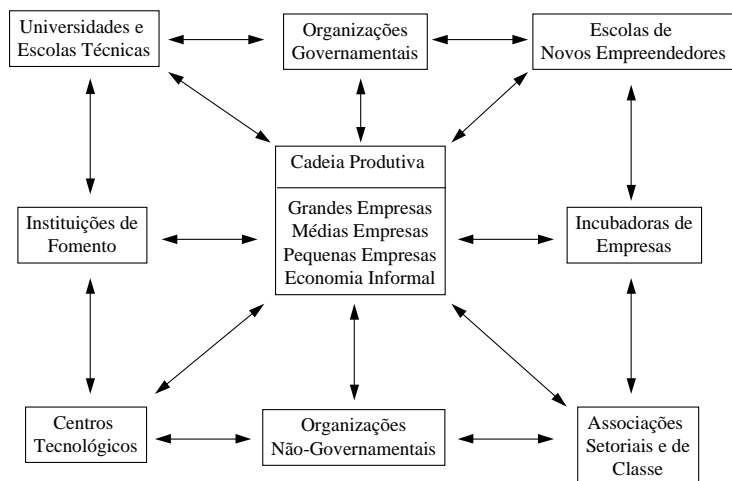 Universidades e
Escolas Técnicas
Organizações
Governamentais
Escolas de
Novos Empreendedores
Cadeia Produtiva
Grandes Empresas
Médias Empresas
Pequenas Empresas
Economia Informal
Instituições de
Fomento
Incubadoras de
Empresas
Centros
Tecnológicos
Organizações
Não-Governamentais
Associações
Setoriais e de
Classe